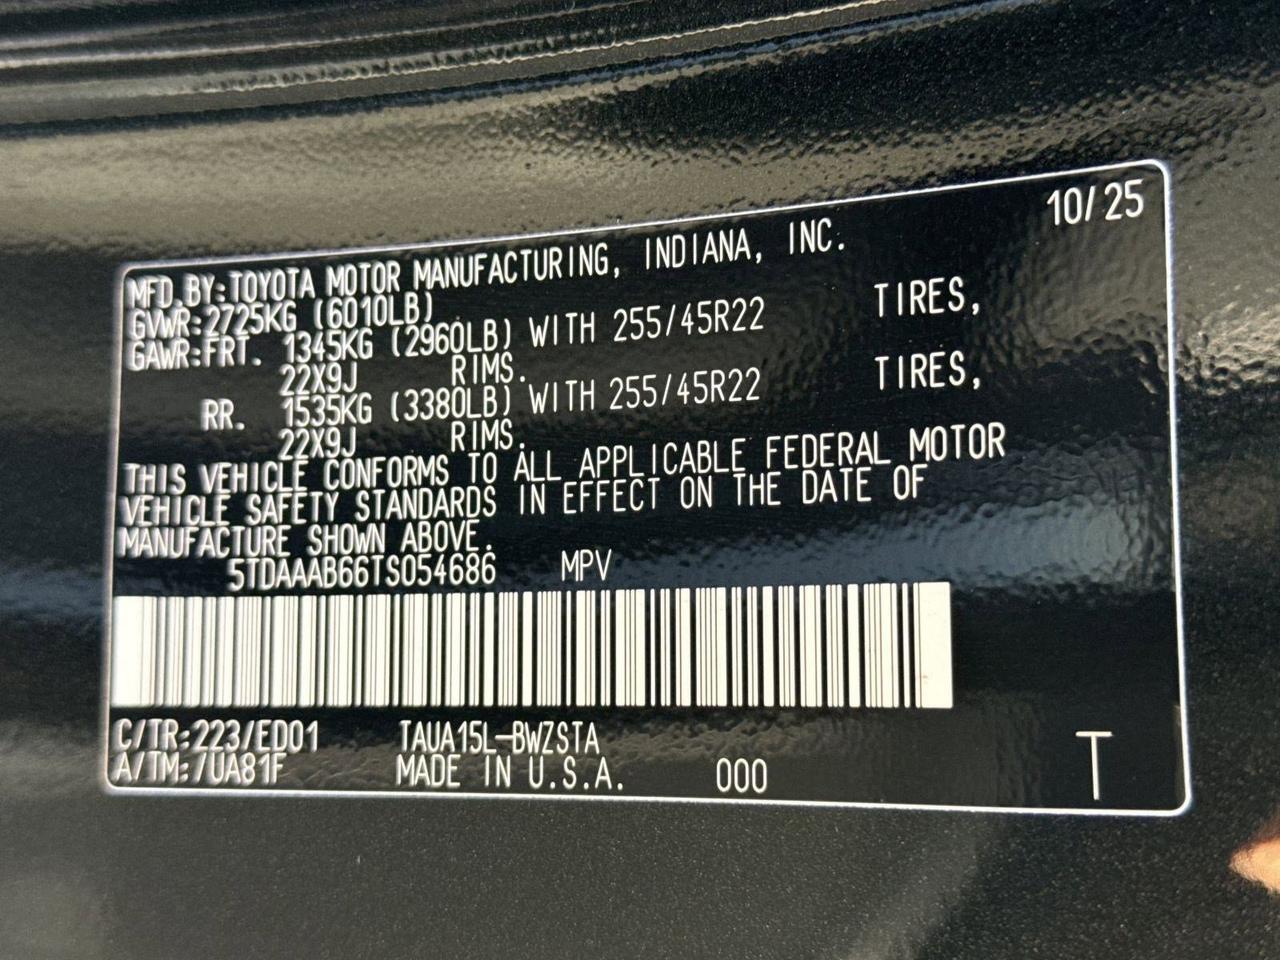 10/25
MFD.BY:TOYOTA MOTOR MANUFACTURING, INDIANA, INC.
GVWR:2725KG (6010LB)
GAWR:FRT. 1345KG (2960LB) WITH 255/45R22 TIRES,
22X9J RIMS.
RR. 1535KG (3380LB) WITH 255/45R22 TIRES,
22X9J RIMS.
THIS VEHICLE CONFORMS TO ALL APPLICABLE FEDERAL MOTOR
VEHICLE SAFETY STANDARDS IN EFFECT ON THE DATE OF
MANUFACTURE SHOWN ABOVE.
5TDAAAB66TS054686 MPV
C/TR:223/ED01 TAUA15L-BWZSTA
A/TM:/UA81F MADE IN U.S.A. 000
T